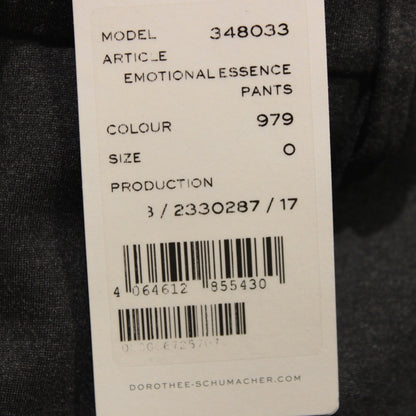 MODEL 348033
ARTICLE
EMOTIONAL ESSENCE
PANTS
COLOUR 979
SIZE 0
PRODUCTION
/ 2330287 / 17
4 064612 855430
DOROTHEE-SCHUMACHER.COM